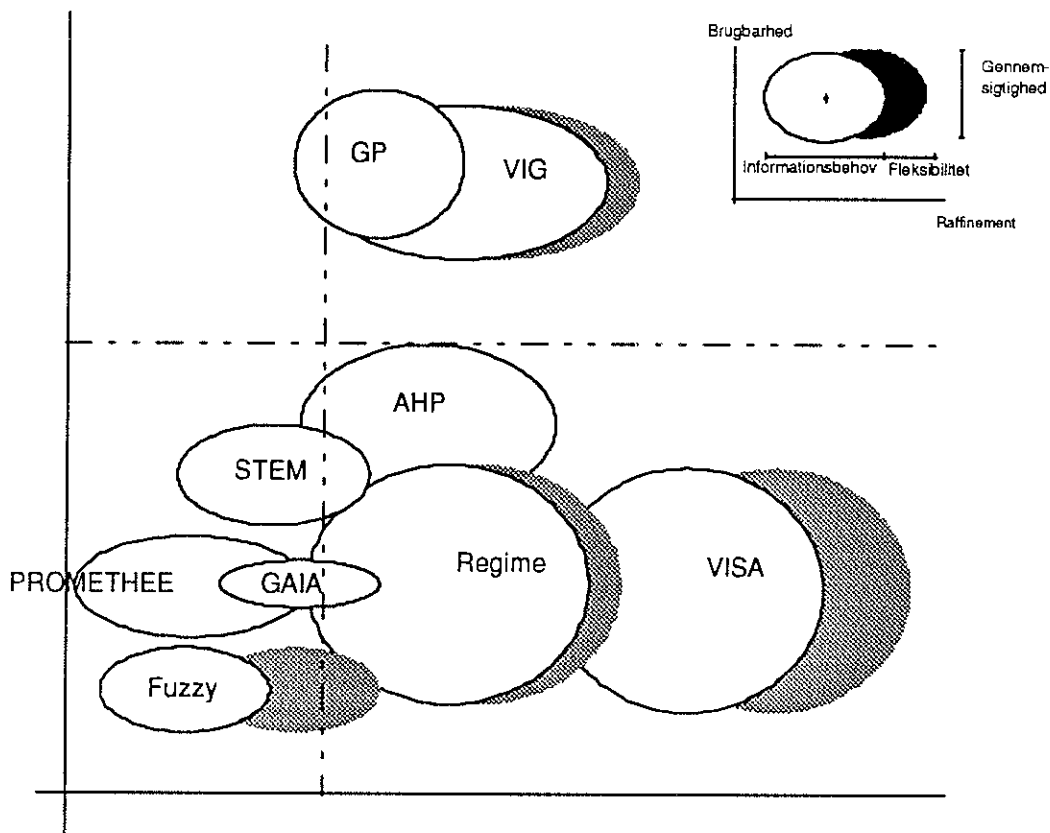 Brugbarhed
Gennem-
sigtighed
Informationsbehov
Fleksibilitet
Raffinement
GP
VIG
AHP
STEM
Regime
VISA
PROMETHEE
GAIA
Fuzzy